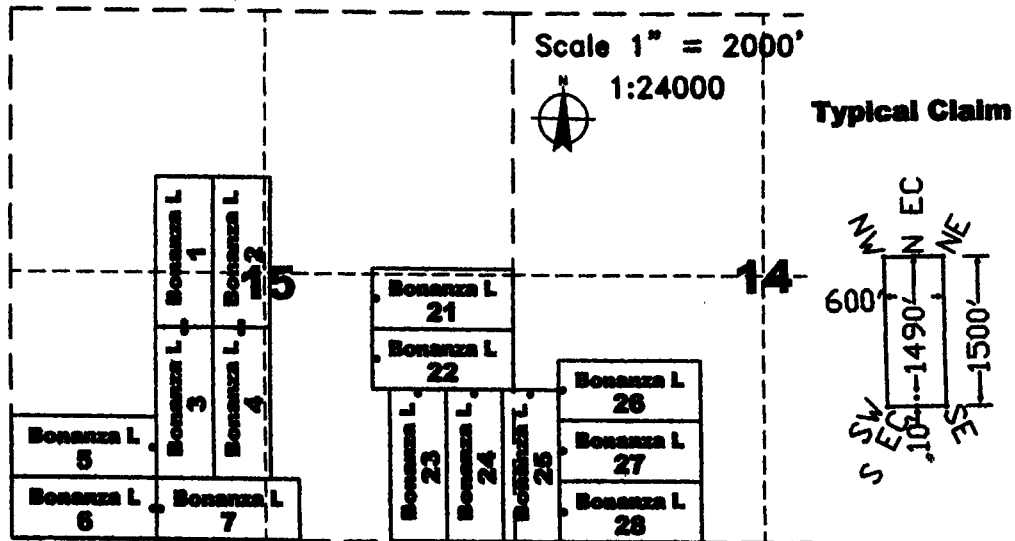 Scale 1" = 2000'
1:24000
N
Typical Claim
Bonanza L
1
Bonanza L
2
15
14
Bonanza L
3
Bonanza L
4
Bonanza L
5
Bonanza L
6
Bonanza L
7
Bonanza L
21
Bonanza L
22
Bonanza L
23
Bonanza L
24
Bonanza L
25
Bonanza L
26
Bonanza L
27
Bonanza L
28
NW
N EC
NE
600'
1490'
1500'
10'
SW
S EC
SE